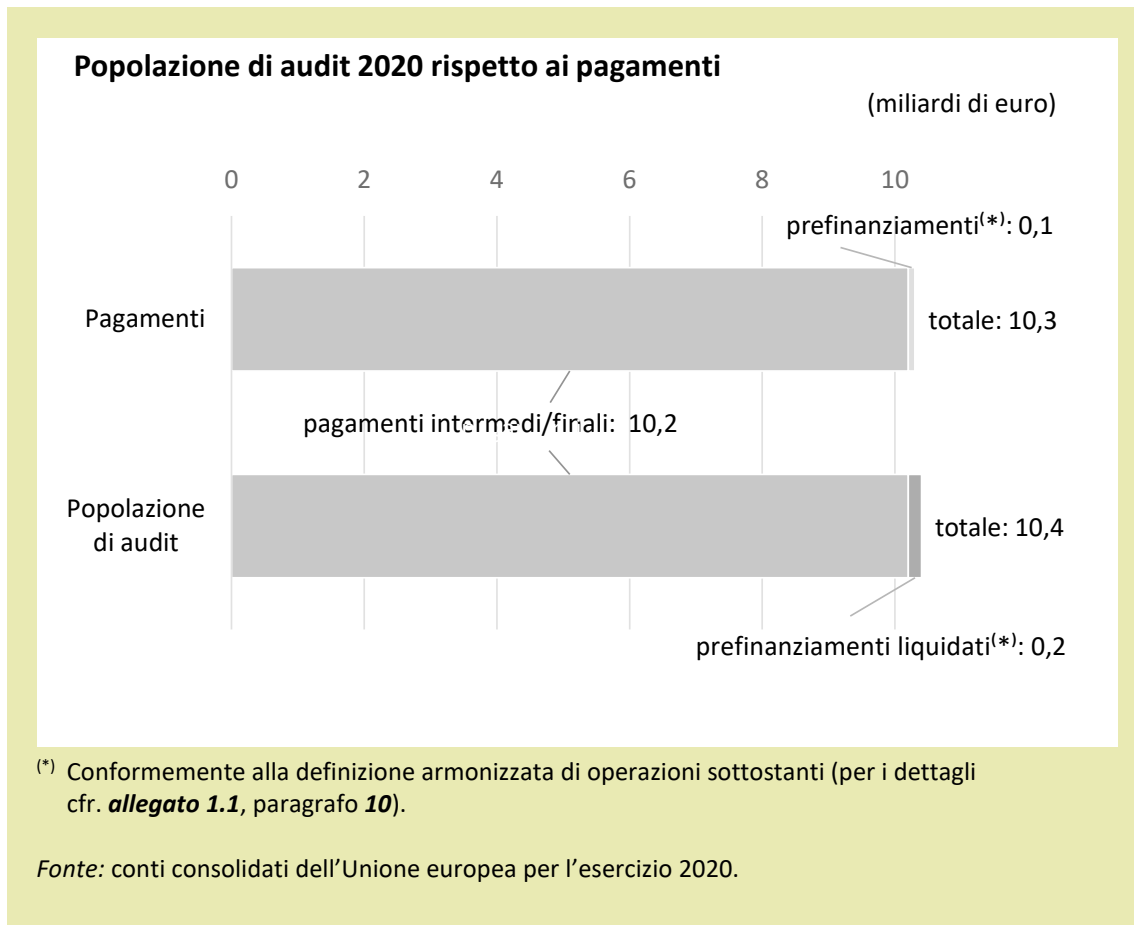 Popolazione di audit 2020 rispetto ai pagamenti
(miliardi di euro)
0 2 4 6 8 10
prefinanziamenti(*): 0,1
Pagamenti
totale: 10,3
pagamenti intermedi/finali: 10,2
Popolazione
di audit
totale: 10,4
prefinanziamenti liquidati(*): 0,2
(*) Conformemente alla definizione armonizzata di operazioni sottostanti (per i dettagli
cfr. allegato 1.1, paragrafo 10).
Fonte: conti consolidati dell’Unione europea per l’esercizio 2020.